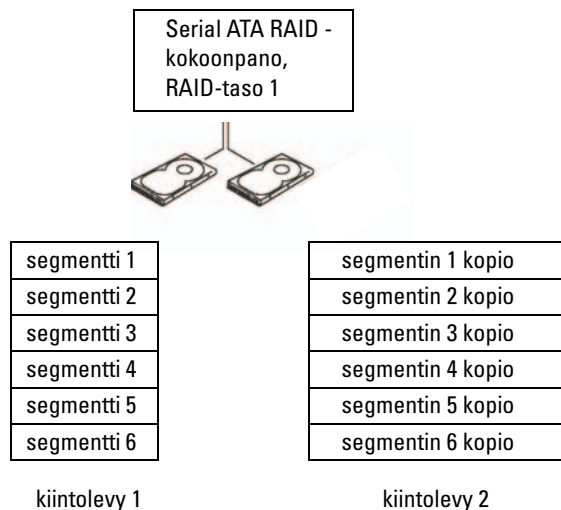 Serial ATA RAID -
kokoonpano,
RAID-taso 1
segmentti 1
segmentin 1 kopio
segmentti 2
segmentin 2 kopio
segmentti 3
segmentin 3 kopio
segmentti 4
segmentin 4 kopio
segmentti 5
segmentin 5 kopio
segmentti 6
segmentin 6 kopio
kiintolevy 1
kiintolevy 2